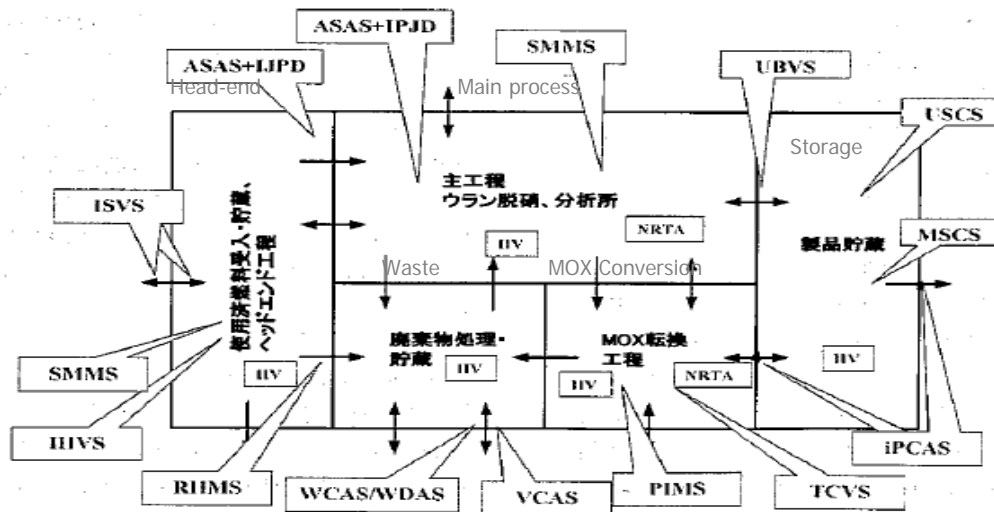 ASAS+IPJD
SMMS
ASAS+IJPD
UBVS
Head-end
Main process
USCS
Storage
主工程
ウラン脱硝、分析所
ISVS
NRTA
HV
製品貯蔵
MSCS
使用済燃料受入・貯蔵、
ヘッドエンド工程
Waste
MOX Conversion
廃棄物処理・
貯蔵
MOX転換
工程
SMMS
HV
HV
HV
NRTA
HV
IHVS
iPCAS
RHMS
WCAS/WDAS
VCAS
PIMS
TCVS